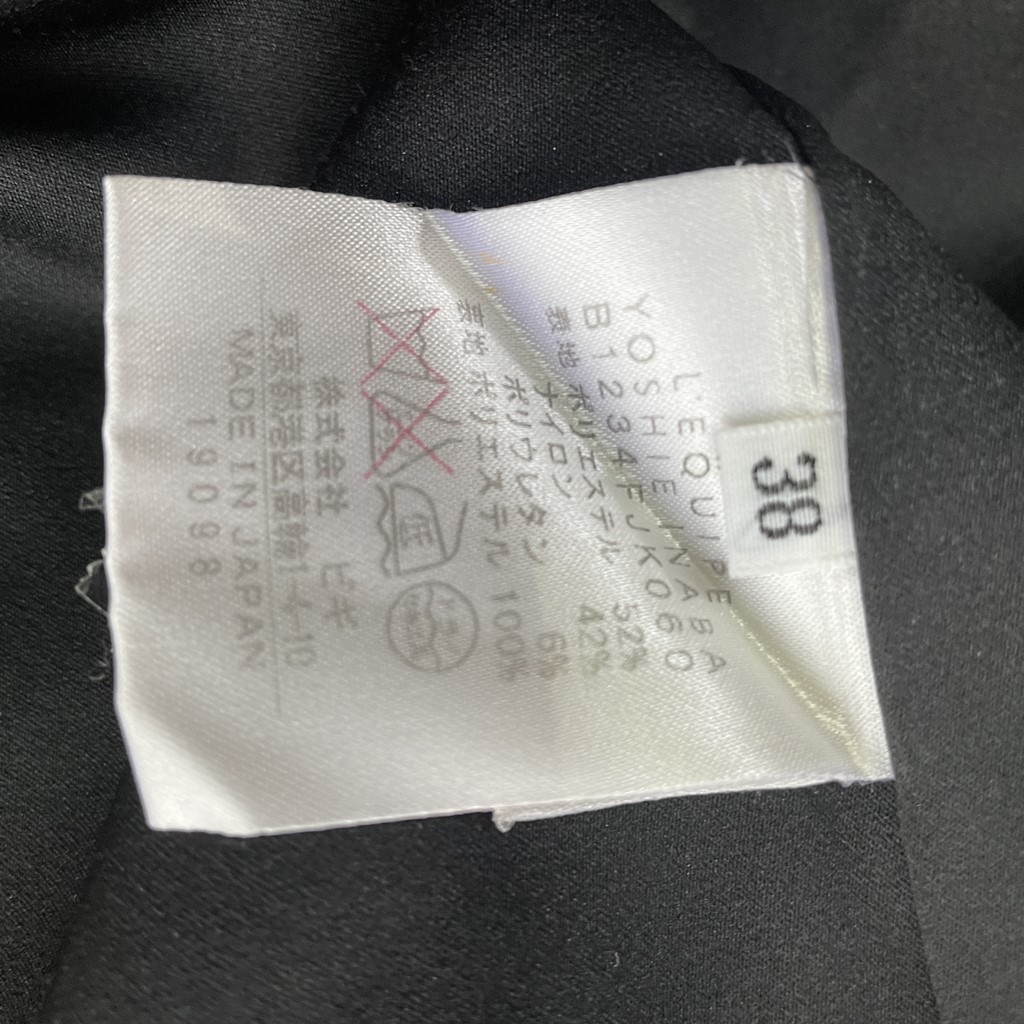 38
L'EQUIPE
YOSHIE INABA
B1234FJK060
表地 ポリエステル 52%
ナイロン 42%
ポリウレタン 6%
裏地 ポリエステル 100%
中
株式会社 ビギ
東京都港区高輪1-4-10
MADE IN JAPAN
19098